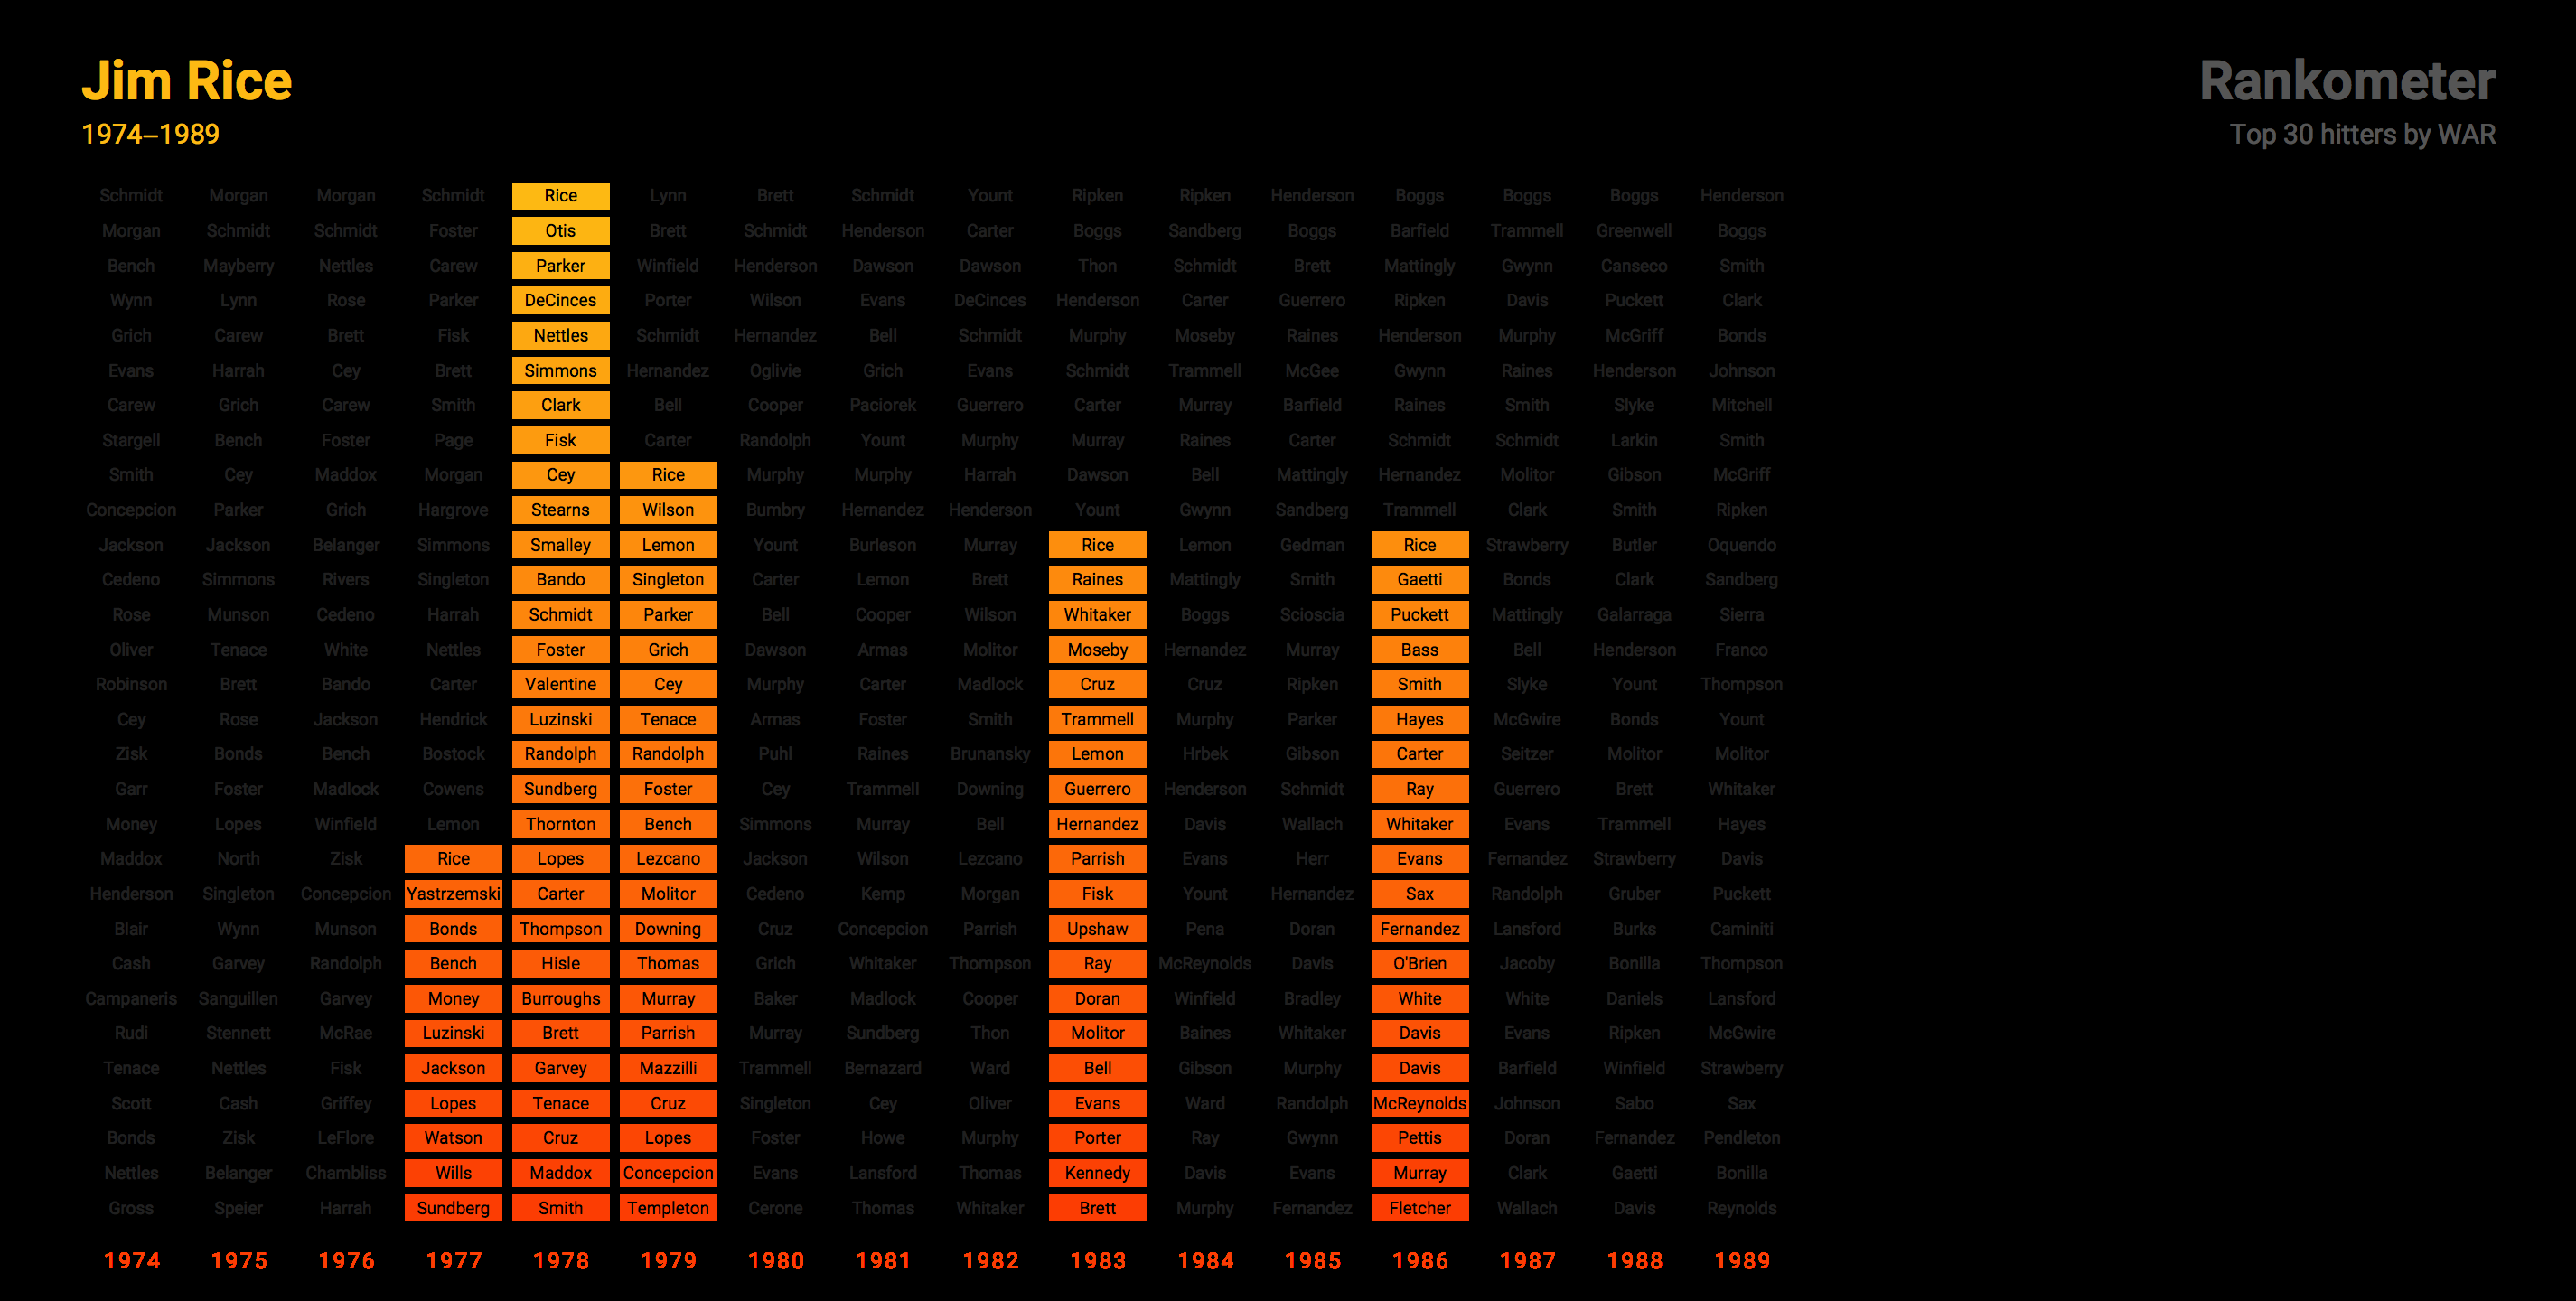 Jim Rice
1974–1989
Rankometer
Top 30 hitters by WAR
Schmidt Morgan Morgan Schmidt Rice Lynn Brett Schmidt Yount Ripken Ripken Henderson Boggs Boggs Boggs Henderson
Morgan Schmidt Schmidt Foster Otis Brett Schmidt Henderson Carter Boggs Sandberg Boggs Barfield Trammell Greenwell Boggs
Bench Mayberry Nettles Carew Parker Winfield Henderson Dawson Dawson Thon Schmidt Brett Mattingly Gwynn Canseco Smith
Wynn Lynn Rose Parker DeCinces Porter Wilson Evans DeCinces Henderson Carter Guerrero Ripken Davis Puckett Clark
Grich Carew Brett Fisk Nettles Schmidt Hernandez Bell Schmidt Murphy Moseby Raines Henderson Murphy McGriff Bonds
Evans Harrah Cey Brett Simmons Hernandez Oglivie Grich Evans Schmidt Trammell McGee Gwynn Raines Henderson Johnson
Carew Grich Carew Smith Clark Bell Cooper Paciorek Guerrero Carter Murray Barfield Raines Smith Slyke Mitchell
Stargell Bench Foster Page Fisk Carter Randolph Yount Murphy Murray Raines Carter Schmidt Schmidt Larkin Smith
Smith Cey Maddox Morgan Cey Rice Murphy Murphy Harrah Dawson Bell Mattingly Hernandez Molitor Gibson McGriff
Concepcion Parker Grich Hargrove Stearns Wilson Bumbry Hernandez Henderson Yount Gwynn Sandberg Trammell Clark Smith Ripken
Jackson Jackson Belanger Simmons Smalley Lemon Yount Burleson Murray Rice Lemon Gedman Rice Strawberry Butler Oquendo
Cedeno Simmons Rivers Singleton Bando Singleton Carter Lemon Brett Raines Mattingly Smith Gaetti Bonds Clark Sandberg
Rose Munson Cedeno Harrah Schmidt Parker Bell Cooper Wilson Whitaker Boggs Scioscia Puckett Mattingly Galarraga Sierra
Oliver Tenace White Nettles Foster Grich Dawson Armas Molitor Moseby Hernandez Murray Bass Bell Henderson Franco
Robinson Brett Bando Carter Valentine Cey Murphy Carter Madlock Cruz Cruz Ripken Smith Slyke Yount Thompson
Cey Rose Jackson Hendrick Luzinski Tenace Armas Foster Smith Trammell Murphy Parker Hayes McGwire Bonds Yount
Zisk Bonds Bench Bostock Randolph Randolph Puhl Raines Brunansky Lemon Hrbek Gibson Carter Seitzer Molitor Molitor
Garr Foster Madlock Cowens Sundberg Foster Cey Trammell Downing Guerrero Henderson Schmidt Ray Guerrero Brett Whitaker
Money Lopes Winfield Lemon Thornton Bench Simmons Murray Bell Hernandez Davis Wallach Whitaker Evans Trammell Hayes
Maddox North Zisk Rice Lopes Lezcano Jackson Wilson Lezcano Parrish Evans Herr Evans Fernandez Strawberry Davis
Henderson Singleton Concepcion Yastrzemski Carter Molitor Cedeno Kemp Morgan Fisk Yount Hernandez Sax Randolph Gruber Puckett
Blair Wynn Munson Bonds Thompson Downing Cruz Concepcion Parrish Upshaw Pena Doran Fernandez Lansford Burks Caminiti
Cash Garvey Randolph Bench Hisle Thomas Grich Whitaker Thompson Ray McReynolds Davis O'Brien Jacoby Bonilla Thompson
Campaneris Sanguillen Garvey Money Burroughs Murray Baker Madlock Cooper Doran Winfield Bradley White White Daniels Lansford
Rudi Stennett McRae Luzinski Brett Parrish Murray Sundberg Thon Molitor Baines Whitaker Davis Evans Ripken McGwire
Tenace Nettles Fisk Jackson Garvey Mazzilli Trammell Bernazard Ward Bell Gibson Murphy Davis Barfield Winfield Strawberry
Scott Cash Griffey Lopes Tenace Cruz Singleton Cey Oliver Evans Ward Randolph McReynolds Johnson Sabo Sax
Bonds Zisk LeFlore Watson Cruz Lopes Foster Howe Murphy Porter Ray Gwynn Pettis Doran Fernandez Pendleton
Nettles Belanger Chambliss Wills Maddox Concepcion Evans Lansford Thomas Kennedy Davis Evans Murray Clark Gaetti Bonilla
Gross Speier Harrah Sundberg Smith Templeton Cerone Thomas Whitaker Brett Murphy Fernandez Fletcher Wallach Davis Reynolds
1974 1975 1976 1977 1978 1979 1980 1981 1982 1983 1984 1985 1986 1987 1988 1989